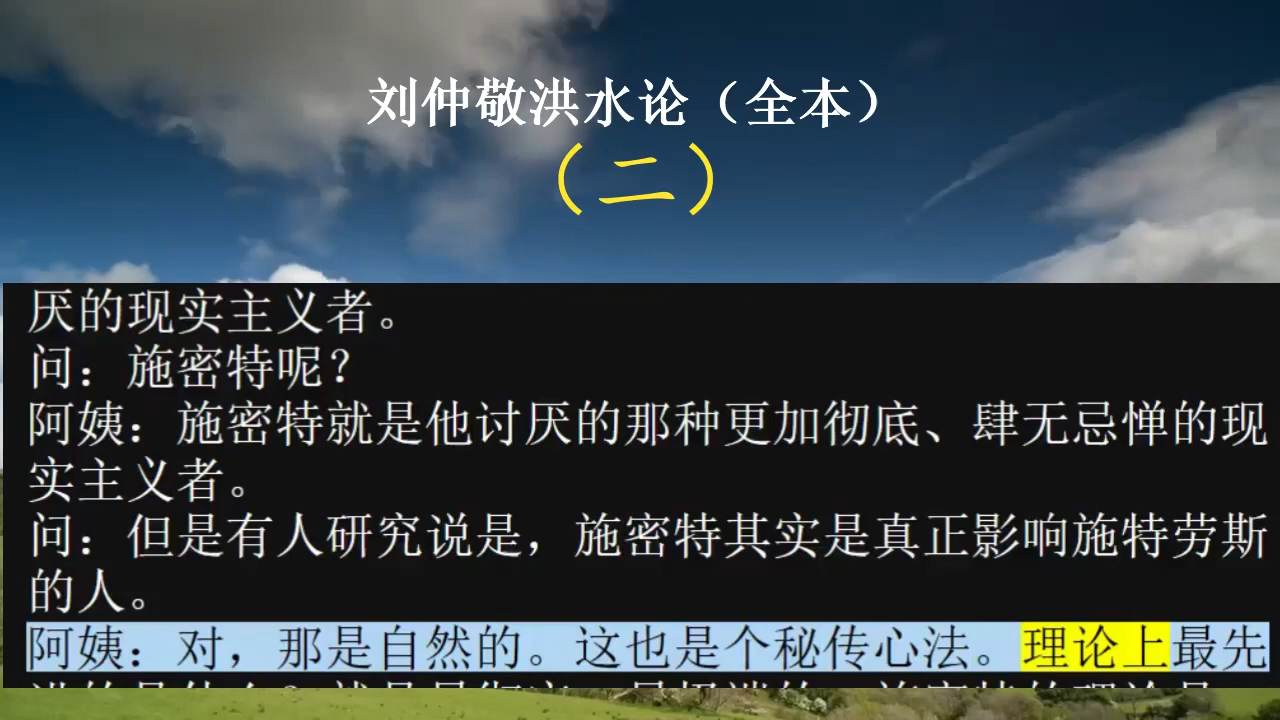 刘仲敬洪水论（全本）
（二）
厌的现实主义者。
问：施密特呢？
阿姨：施密特就是他讨厌的那种更加彻底、肆无忌惮的现
实主义者。
问：但是有人研究说是，施密特其实是真正影响施特劳斯
的人。
阿姨：对，那是自然的。这也是个秘传心法。理论上最先